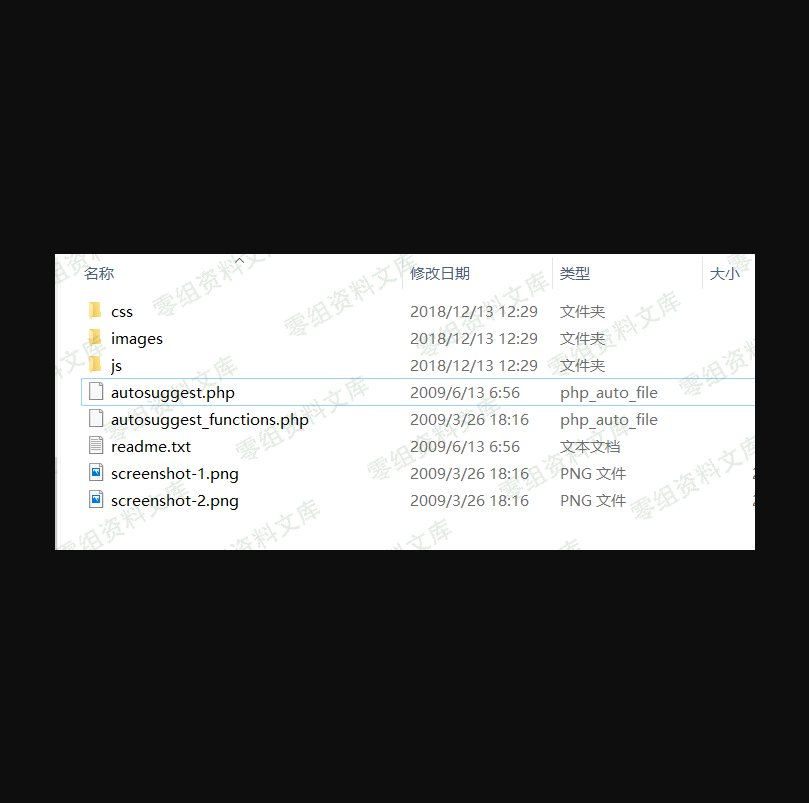 名称 修改日期 类型 大小
css 2018/12/13 12:29 文件夹
images 2018/12/13 12:29 文件夹
js 2018/12/13 12:29 文件夹
autosuggest.php 2009/6/13 6:56 php_auto_file
autosuggest_functions.php 2009/3/26 18:16 php_auto_file
readme.txt 2009/6/13 6:56 文本文档
screenshot-1.png 2009/3/26 18:16 PNG 文件
screenshot-2.png 2009/3/26 18:16 PNG 文件
零组资料文库